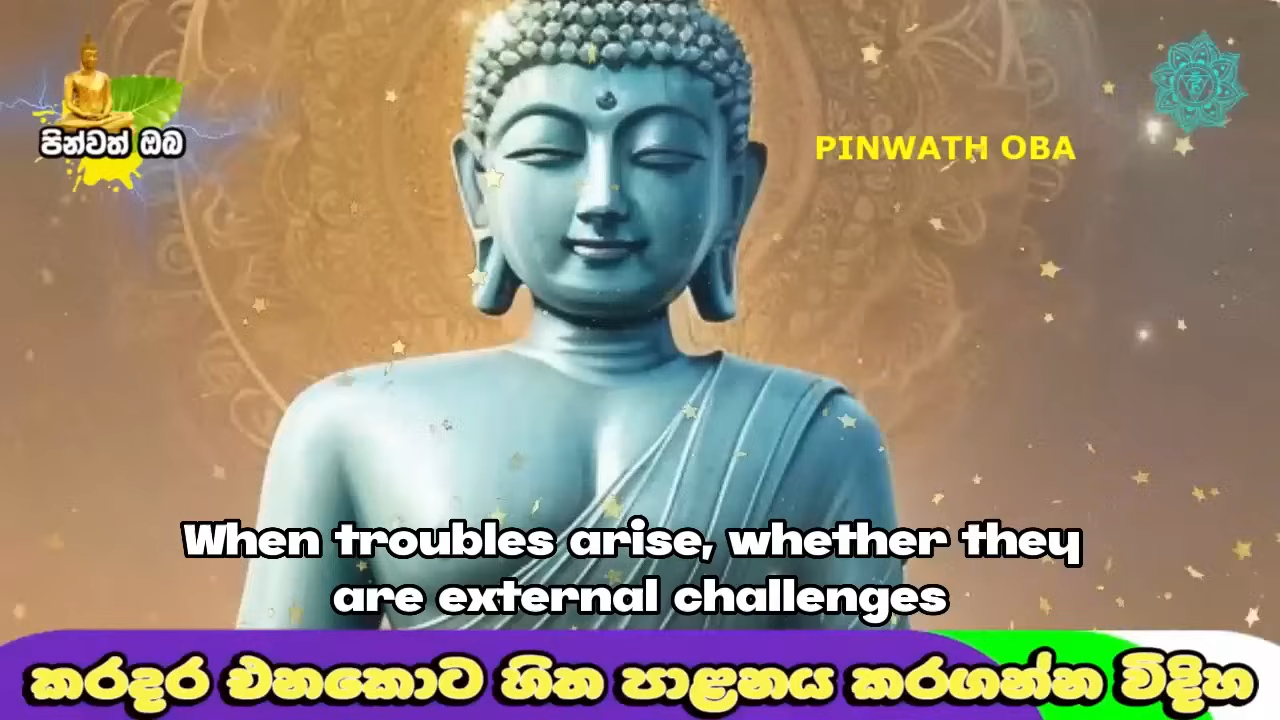 පින්වත් ඔබ
PINWATH OBA
When troubles arise, whether they
are external challenges
කරදර එනකොට හිත පාළනය කරගන්න විදිහ